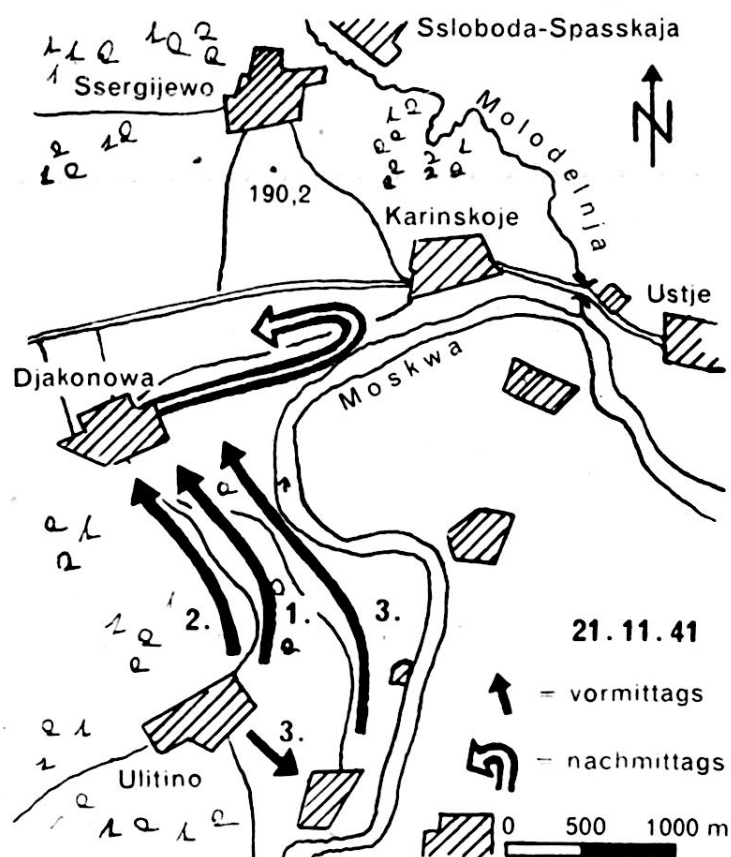 Ssloboda-Spasskaja
Ssergijewo
Molodelnja
190,2
Karinskoje
Ustje
Djakonowa
Moskwa
2.
1.
3.
21.11.41
= vormittags
3.
= nachmittags
Ulitino
0 500 1000 m
N